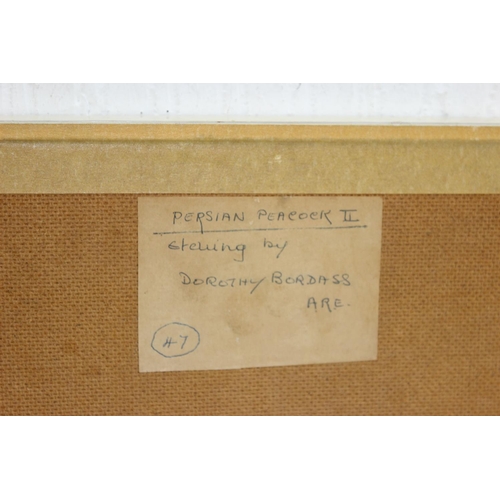 PERSIAN PEACOCK II
Etching by
DOROTHY BORDASS
ARE.
47